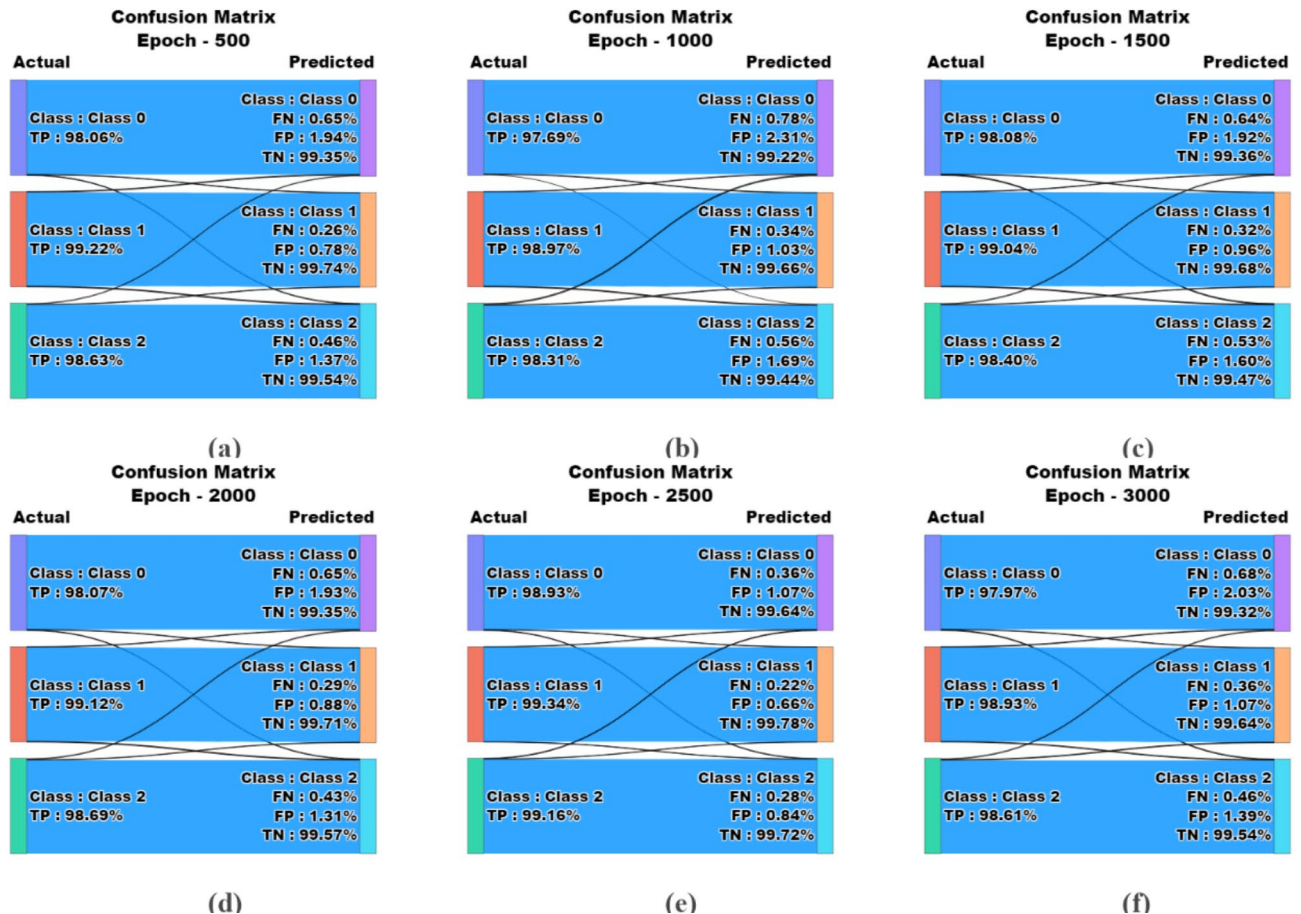 Confusion Matrix
Epoch - 500
Actual Predicted
Class : Class 0
Class : Class 0
FN : 0.65%
TP : 98.06%
FP : 1.94%
TN : 99.35%
Class : Class 1
Class : Class 1
FN : 0.26%
TP : 99.22%
FP : 0.78%
TN : 99.74%
Class : Class 2
Class : Class 2
FN : 0.46%
TP : 98.63%
FP : 1.37%
TN : 99.54%
(a)
Confusion Matrix
Epoch - 1000
Actual Predicted
Class : Class 0
Class : Class 0
FN : 0.78%
TP : 97.69%
FP : 2.31%
TN : 99.22%
Class : Class 1
Class : Class 1
FN : 0.34%
TP : 98.97%
FP : 1.03%
TN : 99.66%
Class : Class 2
Class : Class 2
FN : 0.56%
TP : 98.31%
FP : 1.69%
TN : 99.44%
(b)
Confusion Matrix
Epoch - 1500
Actual Predicted
Class : Class 0
Class : Class 0
FN : 0.64%
TP : 98.08%
FP : 1.92%
TN : 99.36%
Class : Class 1
Class : Class 1
FN : 0.32%
TP : 99.04%
FP : 0.96%
TN : 99.68%
Class : Class 2
Class : Class 2
FN : 0.53%
TP : 98.40%
FP : 1.60%
TN : 99.47%
(c)
Confusion Matrix
Epoch - 2000
Actual Predicted
Class : Class 0
Class : Class 0
FN : 0.65%
TP : 98.07%
FP : 1.93%
TN : 99.35%
Class : Class 1
Class : Class 1
FN : 0.29%
TP : 99.12%
FP : 0.88%
TN : 99.71%
Class : Class 2
Class : Class 2
FN : 0.43%
TP : 98.69%
FP : 1.31%
TN : 99.57%
(d)
Confusion Matrix
Epoch - 2500
Actual Predicted
Class : Class 0
Class : Class 0
FN : 0.36%
TP : 98.93%
FP : 1.07%
TN : 99.64%
Class : Class 1
Class : Class 1
FN : 0.22%
TP : 99.34%
FP : 0.66%
TN : 99.78%
Class : Class 2
Class : Class 2
FN : 0.28%
TP : 99.16%
FP : 0.84%
TN : 99.72%
(e)
Confusion Matrix
Epoch - 3000
Actual Predicted
Class : Class 0
Class : Class 0
FN : 0.68%
TP : 97.97%
FP : 2.03%
TN : 99.32%
Class : Class 1
Class : Class 1
FN : 0.36%
TP : 98.93%
FP : 1.07%
TN : 99.64%
Class : Class 2
Class : Class 2
FN : 0.46%
TP : 98.61%
FP : 1.39%
TN : 99.54%
(f)